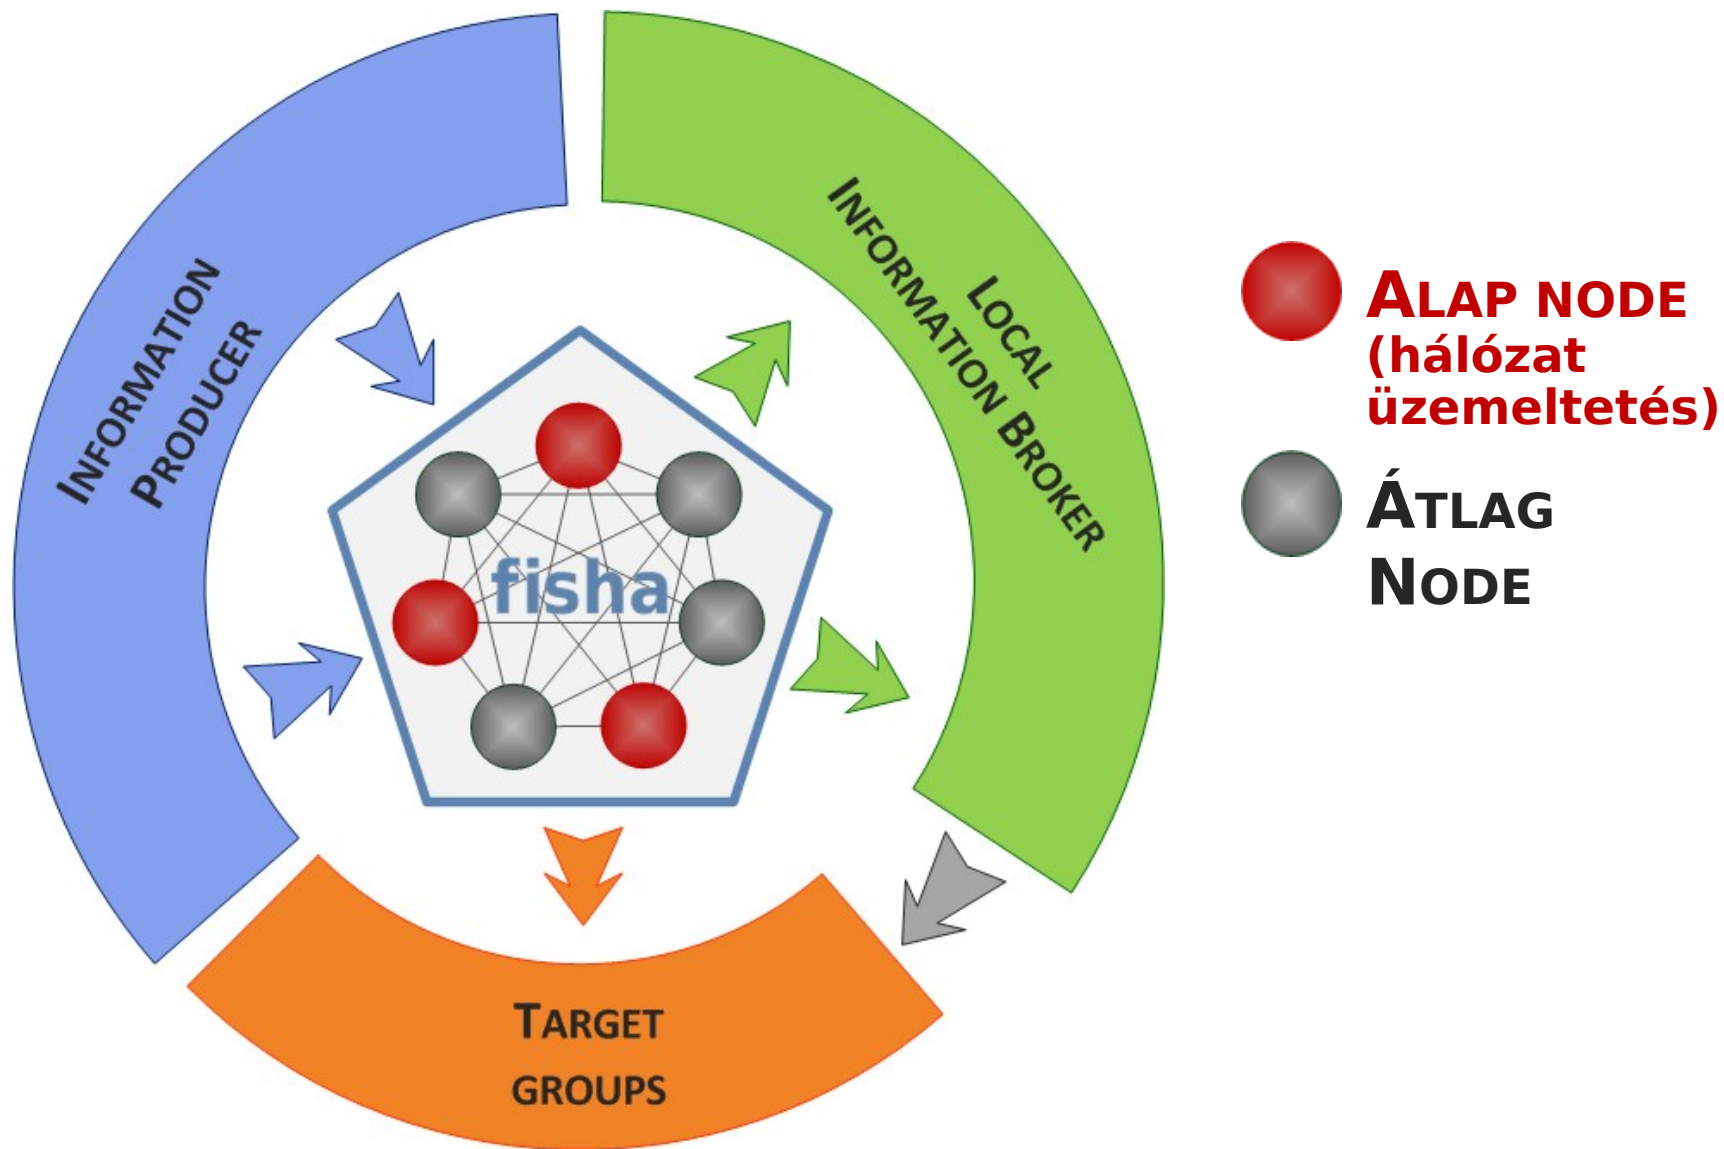 INFORMATION
PRODUCER
LOCAL
INFORMATION BROKER
fisha
TARGET
GROUPS
ALAP NODE
(hálózat
üzemeltetés)
ÁTLAG
NODE